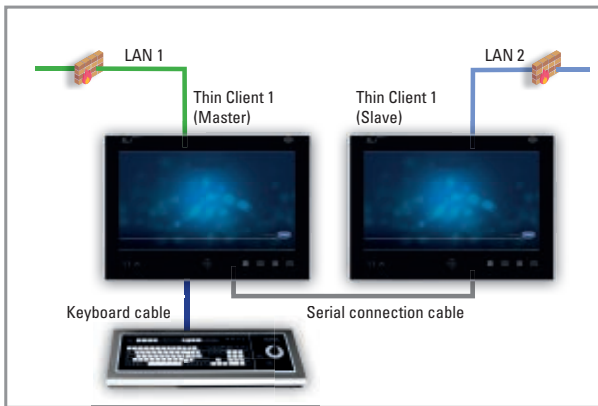 LAN 1
LAN 2
Thin Client 1
(Master)
Thin Client 1
(Slave)
Keyboard cable
Serial connection cable